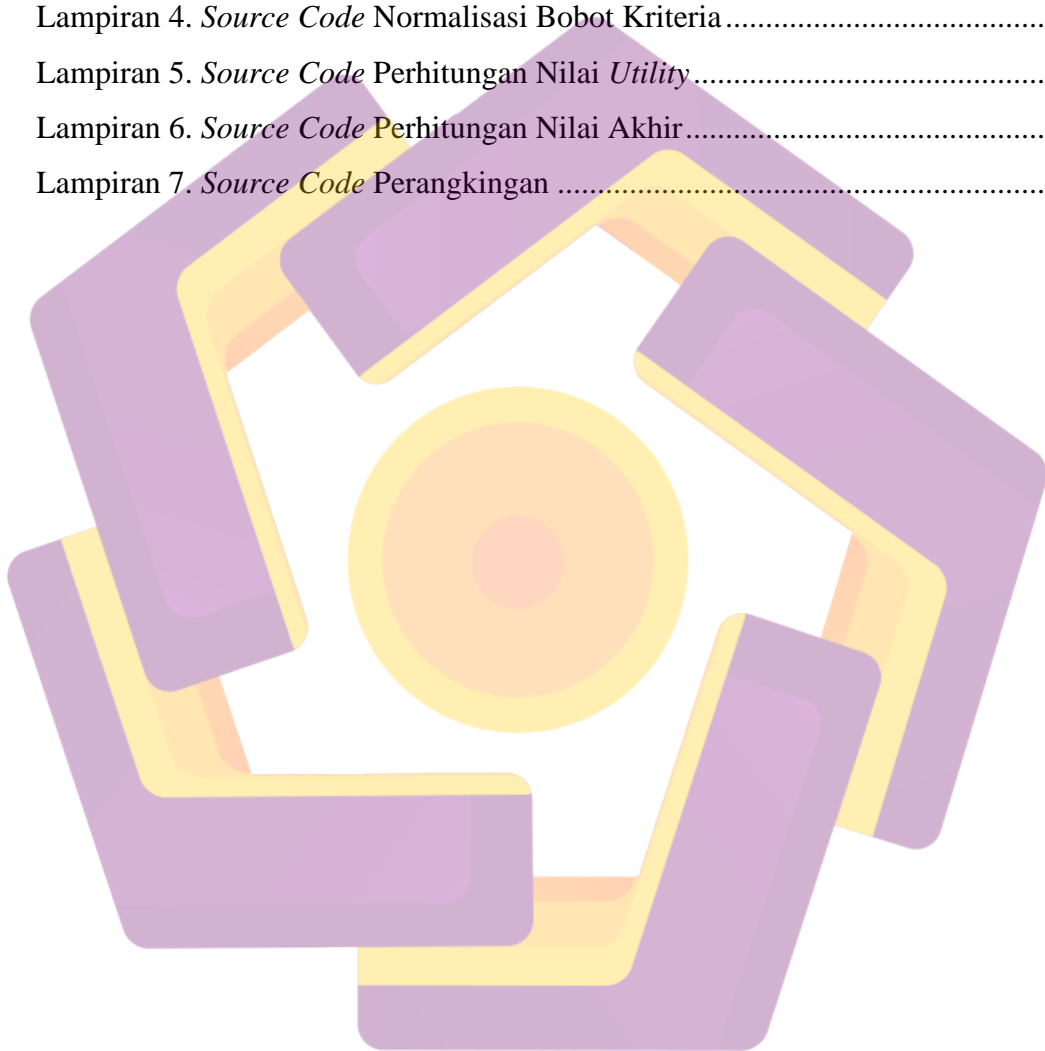 Lampiran 4. Source Code Normalisasi Bobot Kriteria........................................
Lampiran 5. Source Code Perhitungan Nilai Utility............................................
Lampiran 6. Source Code Perhitungan Nilai Akhir.............................................
Lampiran 7. Source Code Perangkingan .............................................................